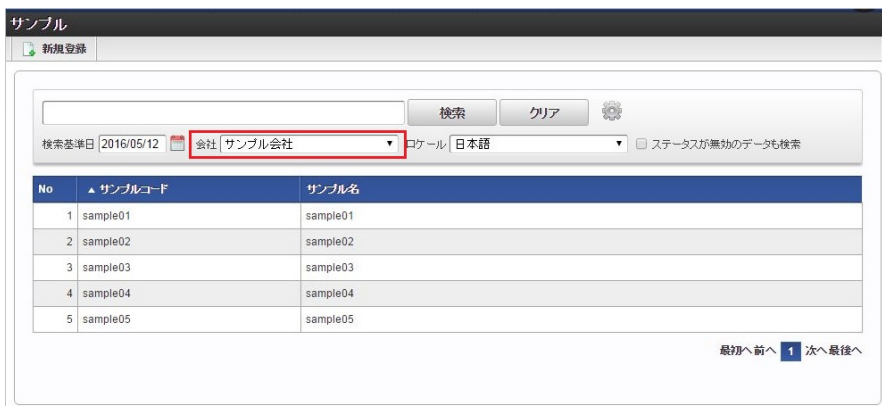 サンプル
新規登録
検索 クリア
検索基準日 2016/05/12 会社 サンプル会社 ロケール 日本語 ステータスが無効のデータも検索
No ▲ サンプルコード サンプル名
1 sample01 sample01
2 sample02 sample02
3 sample03 sample03
4 sample04 sample04
5 sample05 sample05
最初へ 前へ 1 次へ 最後へ